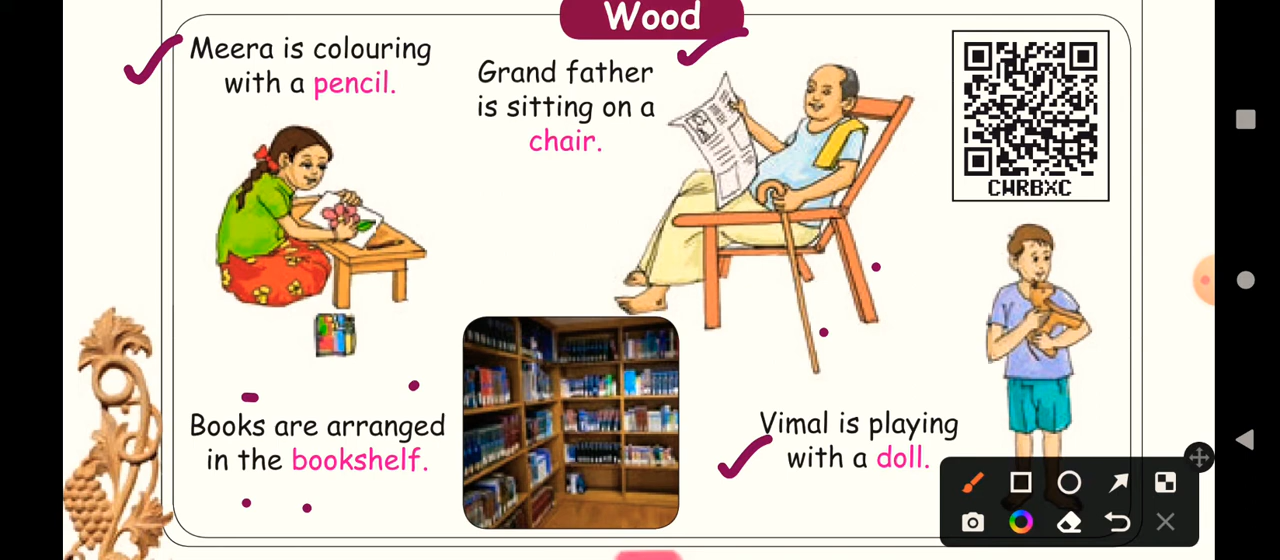 Wood
Meera is colouring
with a pencil.
Grand father
is sitting on a
chair.
CWRBXC
Books are arranged
in the bookshelf.
Vimal is playing
with a doll.